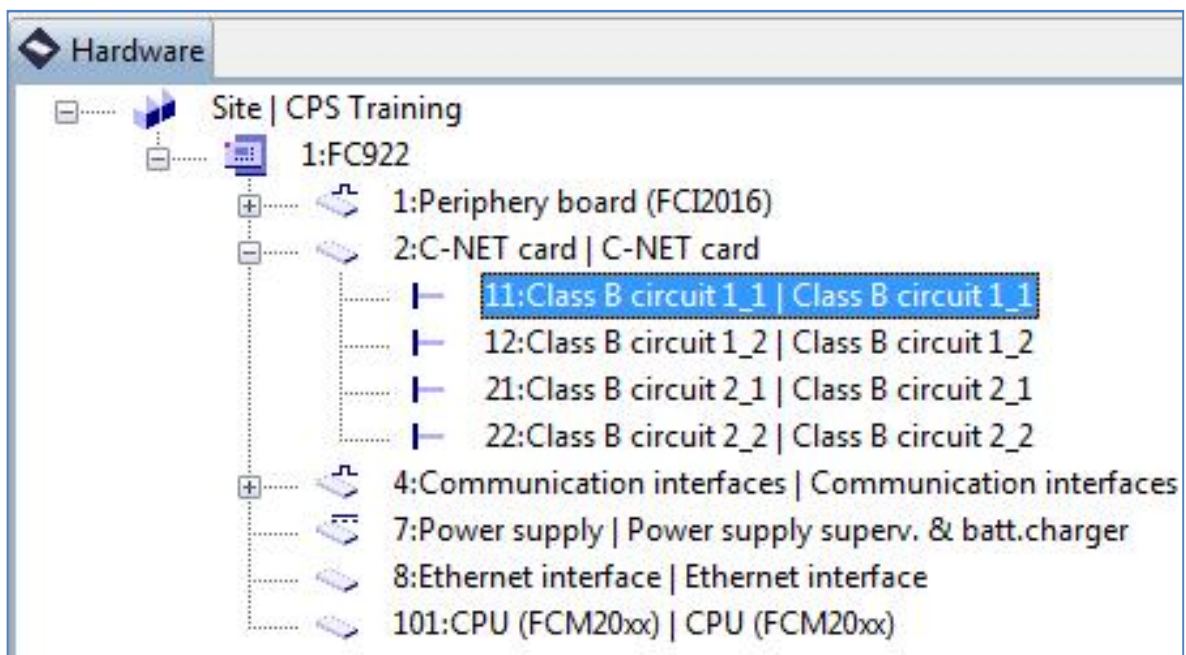 Hardware
Site | CPS Training
1:FC922
1:Periphery board (FCI2016)
2:C-NET card | C-NET card
11:Class B circuit 1_1 | Class B circuit 1_1
12:Class B circuit 1_2 | Class B circuit 1_2
21:Class B circuit 2_1 | Class B circuit 2_1
22:Class B circuit 2_2 | Class B circuit 2_2
4:Communication interfaces | Communication interfaces
7:Power supply | Power supply superv. & batt.charger
8:Ethernet interface | Ethernet interface
101:CPU (FCM20xx) | CPU (FCM20xx)